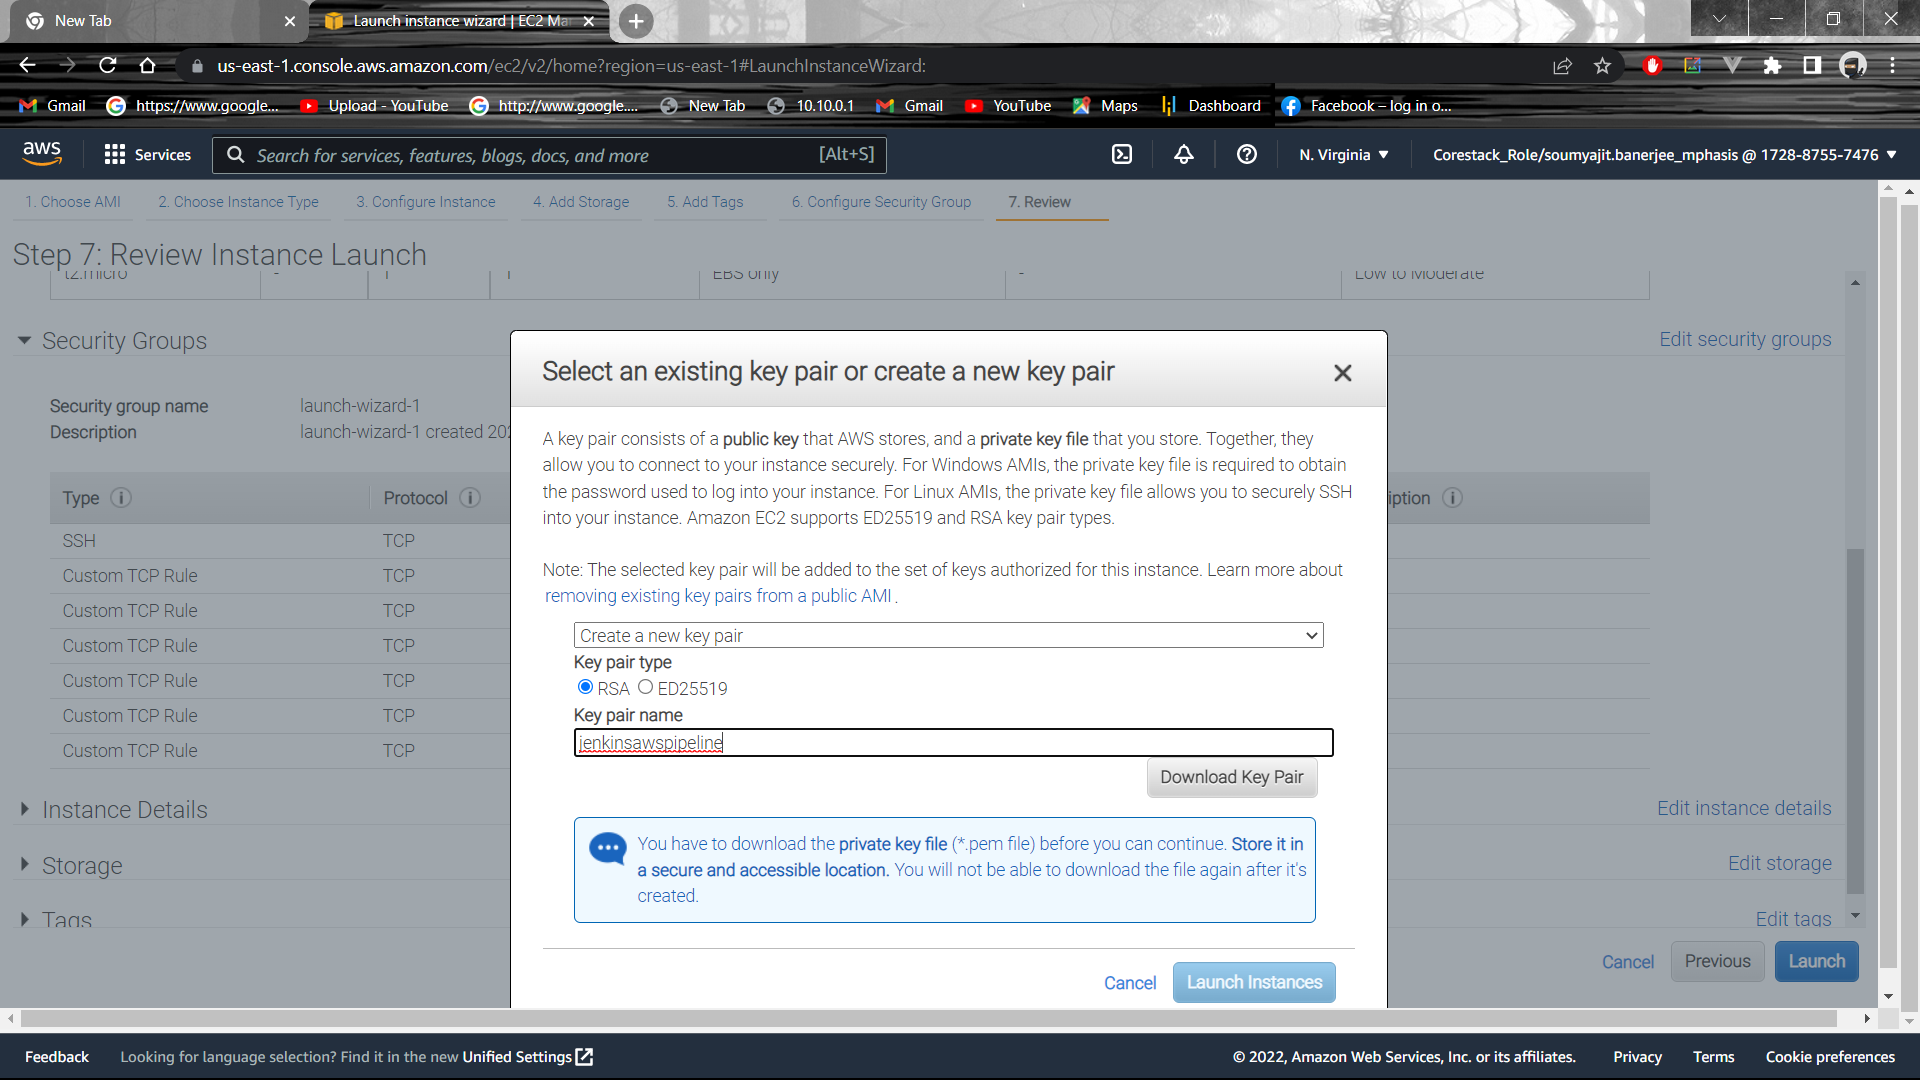 New Tab
Launch instance wizard | EC2 Ma
us-east-1.console.aws.amazon.com/ec2/v2/home?region=us-east-1#LaunchInstanceWizard:
Gmail https://www.google... Upload - YouTube http://www.google.... New Tab 10.10.0.1 Gmail YouTube Maps Dashboard Facebook – log in o...
aws Services Search for services, features, blogs, docs, and more [Alt+S] N. Virginia Corestack_Role/soumyajit.banerjee_mphasis @ 1728-8755-7476
1. Choose AMI 2. Choose Instance Type 3. Configure Instance 4. Add Storage 5. Add Tags 6. Configure Security Group 7. Review
Step 7: Review Instance Launch
t2.micro - 1 1 EBS only - Low to Moderate
Security Groups Edit security groups
Security group name launch-wizard-1
Description launch-wizard-1 created 202
Type Protocol iption
SSH TCP
Custom TCP Rule TCP
Custom TCP Rule TCP
Custom TCP Rule TCP
Custom TCP Rule TCP
Custom TCP Rule TCP
Custom TCP Rule TCP
Instance Details Edit instance details
Storage Edit storage
Tags Edit tags
Cancel Previous Launch
Select an existing key pair or create a new key pair
A key pair consists of a public key that AWS stores, and a private key file that you store. Together, they
allow you to connect to your instance securely. For Windows AMIs, the private key file is required to obtain
the password used to log into your instance. For Linux AMIs, the private key file allows you to securely SSH
into your instance. Amazon EC2 supports ED25519 and RSA key pair types.
Note: The selected key pair will be added to the set of keys authorized for this instance. Learn more about
removing existing key pairs from a public AMI .
Create a new key pair
Key pair type
RSA ED25519
Key pair name
jenkinsawspipeline
Download Key Pair
You have to download the private key file (*.pem file) before you can continue. Store it in
a secure and accessible location. You will not be able to download the file again after it's
created.
Cancel Launch Instances
Feedback Looking for language selection? Find it in the new Unified Settings © 2022, Amazon Web Services, Inc. or its affiliates. Privacy Terms Cookie preferences